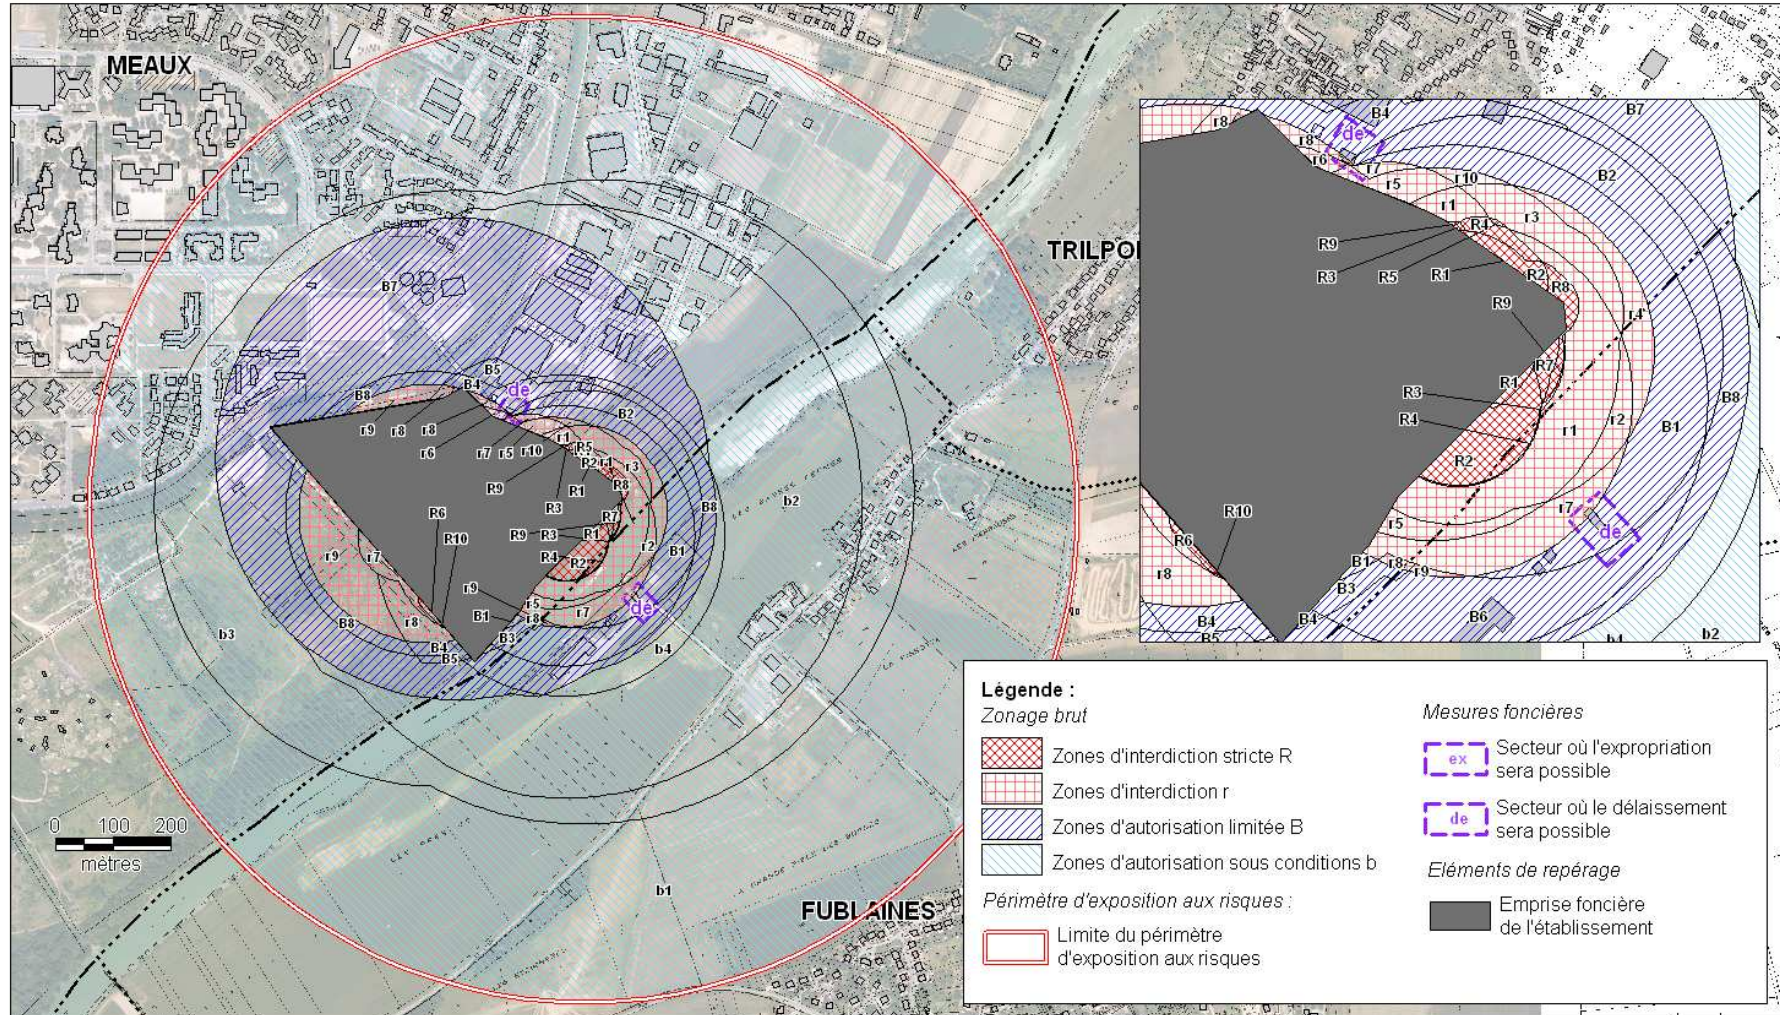 MEAUX
TRILPO
FUBLAINES
B7
B5
B4
de
B2
B8
r9
r8
r8
r6
r7
r5
r10
r1
R5
R2
r1
r3
R8
R9
R1
R3
R7
R6
R10
R9
R3
R1
R4
R2
r2
B1
B8
b2
r9
r7
r9
r5
r7
de
B1
r8
B3
r8
B8
B4
B5
b4
b3
b1
0 100 200
mètres
B7
B4
de
r8
r8
r6
r7
r5
r10
B2
r1
r3
R4
R9
R3
R5
R1
R2
R8
R9
r4
R7
R1
R3
R4
r1
r2
B1
B8
R2
R10
r7
de
R6
r5
r8
B1
r8
r9
B3
B4
B6
B4
B5
b4
b2
Légende :
Zonage brut
Zones d'interdiction stricte R
Zones d'interdiction r
Zones d'autorisation limitée B
Zones d'autorisation sous conditions b
Périmètre d'exposition aux risques :
Limite du périmètre
d'exposition aux risques
Mesures foncières
ex
Secteur où l'expropriation
sera possible
de
Secteur où le délaissement
sera possible
Eléments de repérage
Emprise foncière
de l'établissement